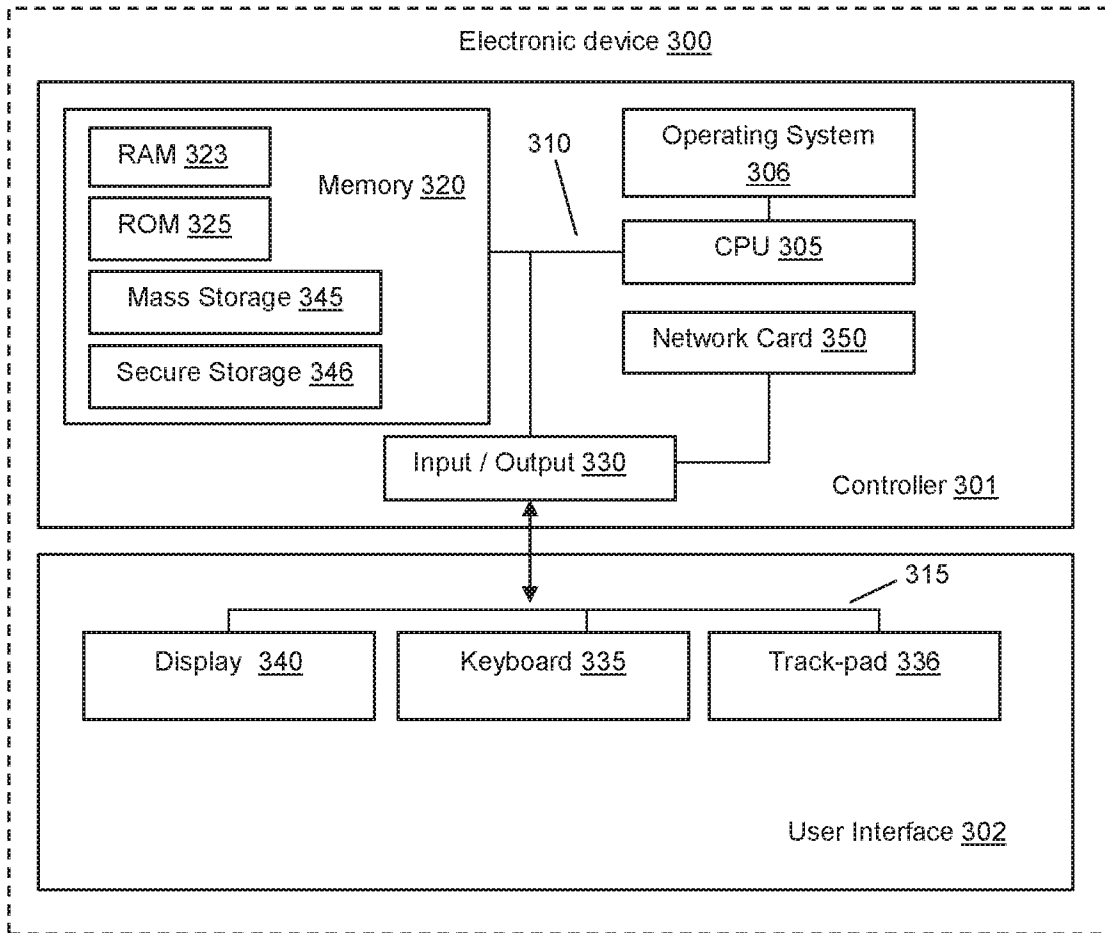 Electronic device 300
RAM 323
Memory 320
ROM 325
Mass Storage 345
Secure Storage 346
310
Operating System
306
CPU 305
Network Card 350
Input / Output 330
Controller 301
315
Display 340
Keyboard 335
Track-pad 336
User Interface 302